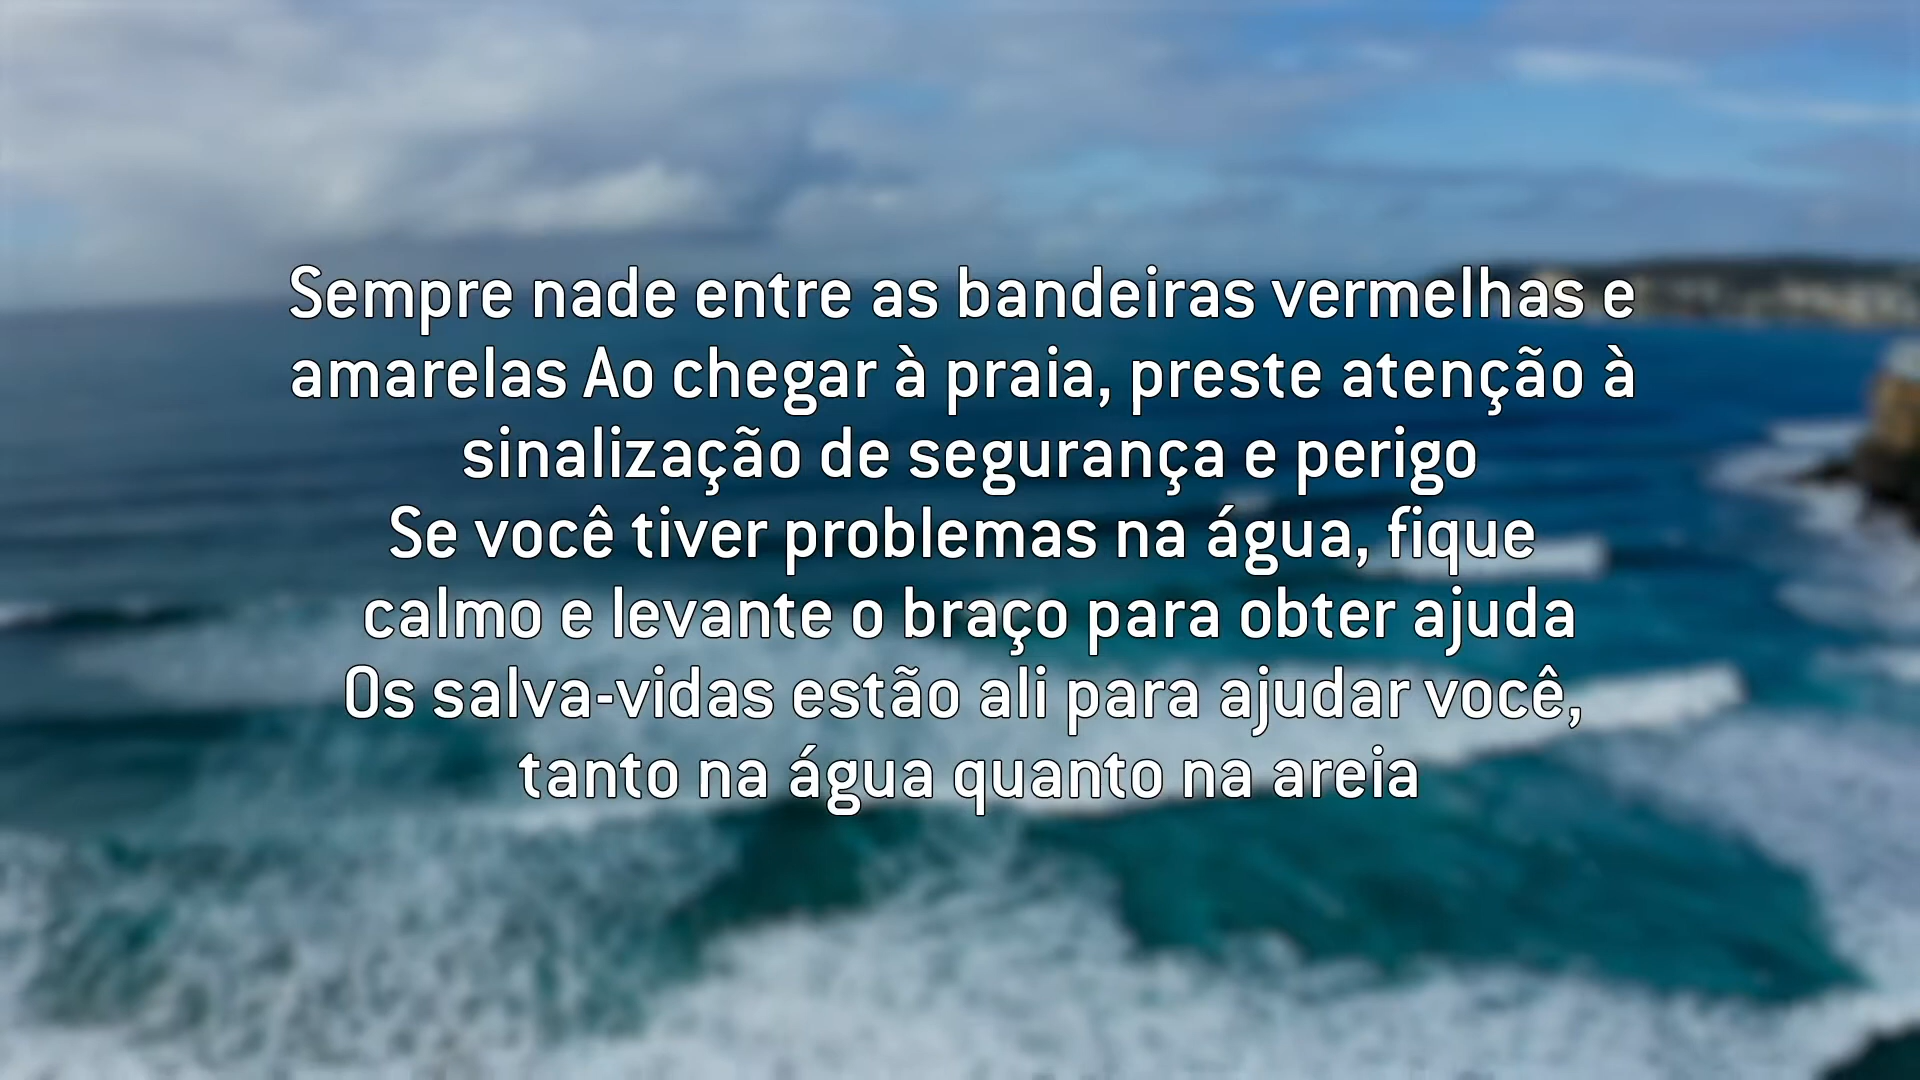 Sempre nade entre as bandeiras vermelhas e
amarelas Ao chegar à praia, preste atenção à
sinalização de segurança e perigo
Se você tiver problemas na água, fique
calmo e levante o braço para obter ajuda
Os salva-vidas estão ali para ajudar você,
tanto na água quanto na areia